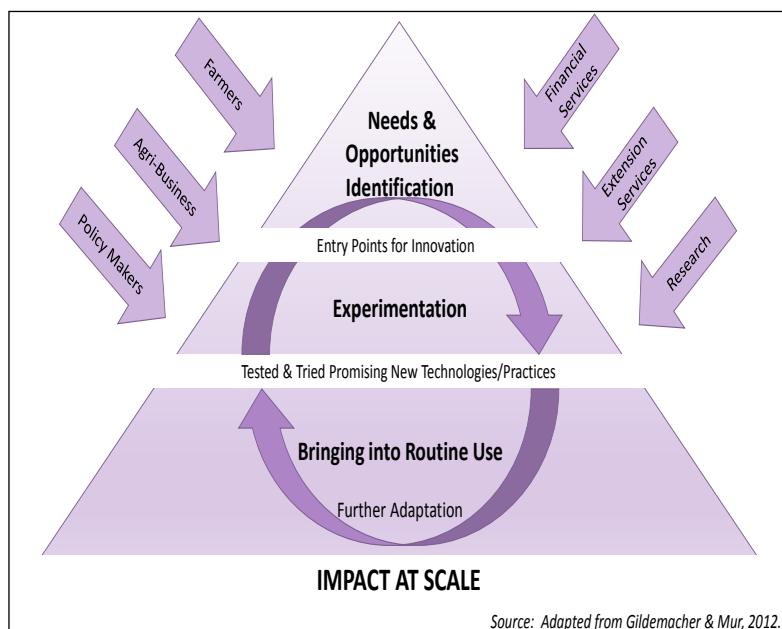 Farmers
Agri-Business
Policy Makers
Financial
Services
Extension
Services
Research
Needs &
Opportunities
Identification
Entry Points for Innovation
Experimentation
Tested & Tried Promising New Technologies/Practices
Bringing into Routine Use
Further Adaptation
IMPACT AT SCALE
Source: Adapted from Gildemacher & Mur, 2012.